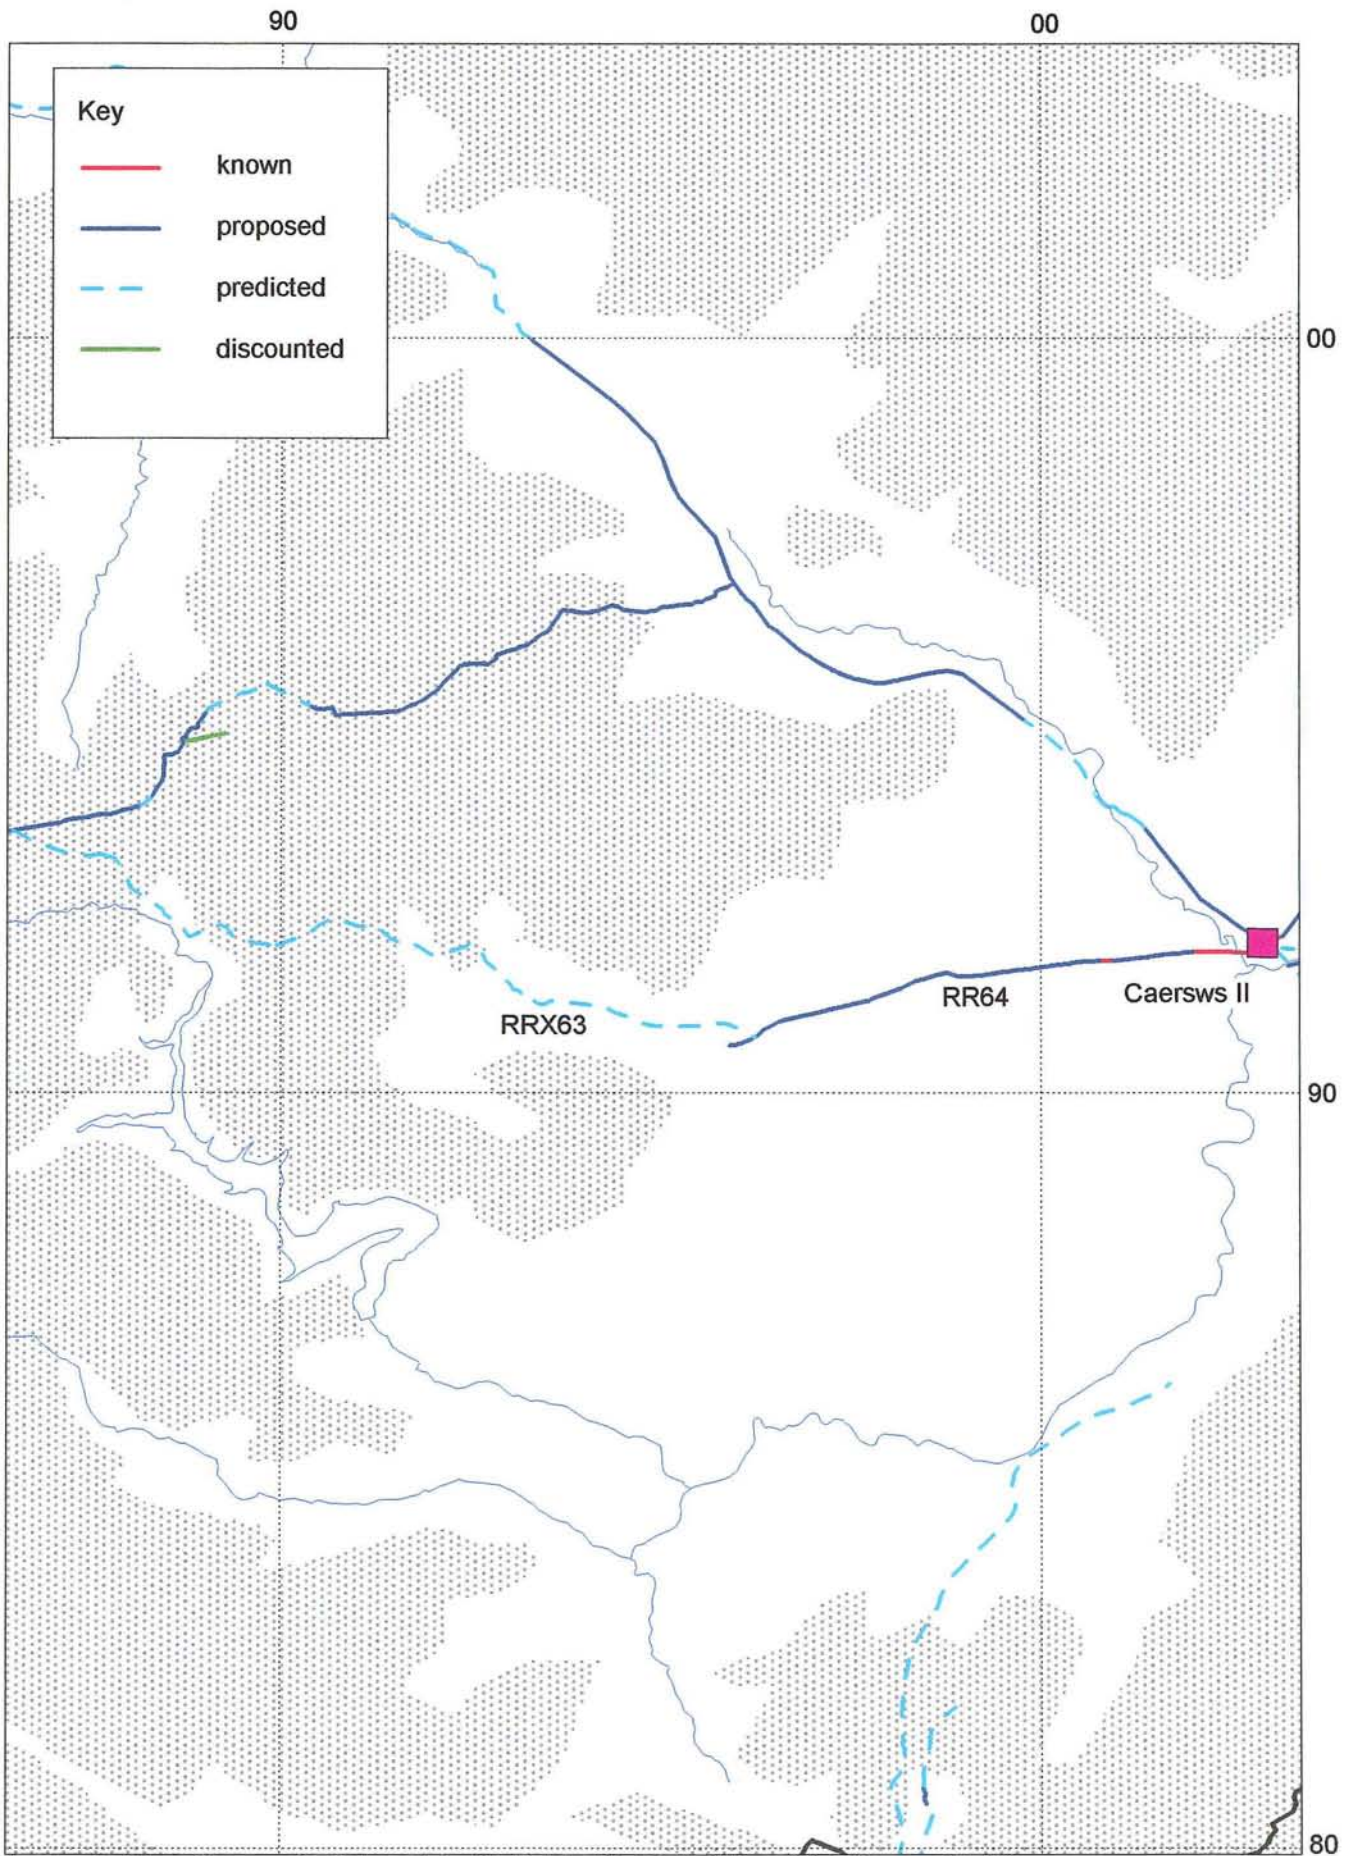 90
00
Key
known
proposed
predicted
discounted
00
RR64
Caersws II
RRX63
90
80